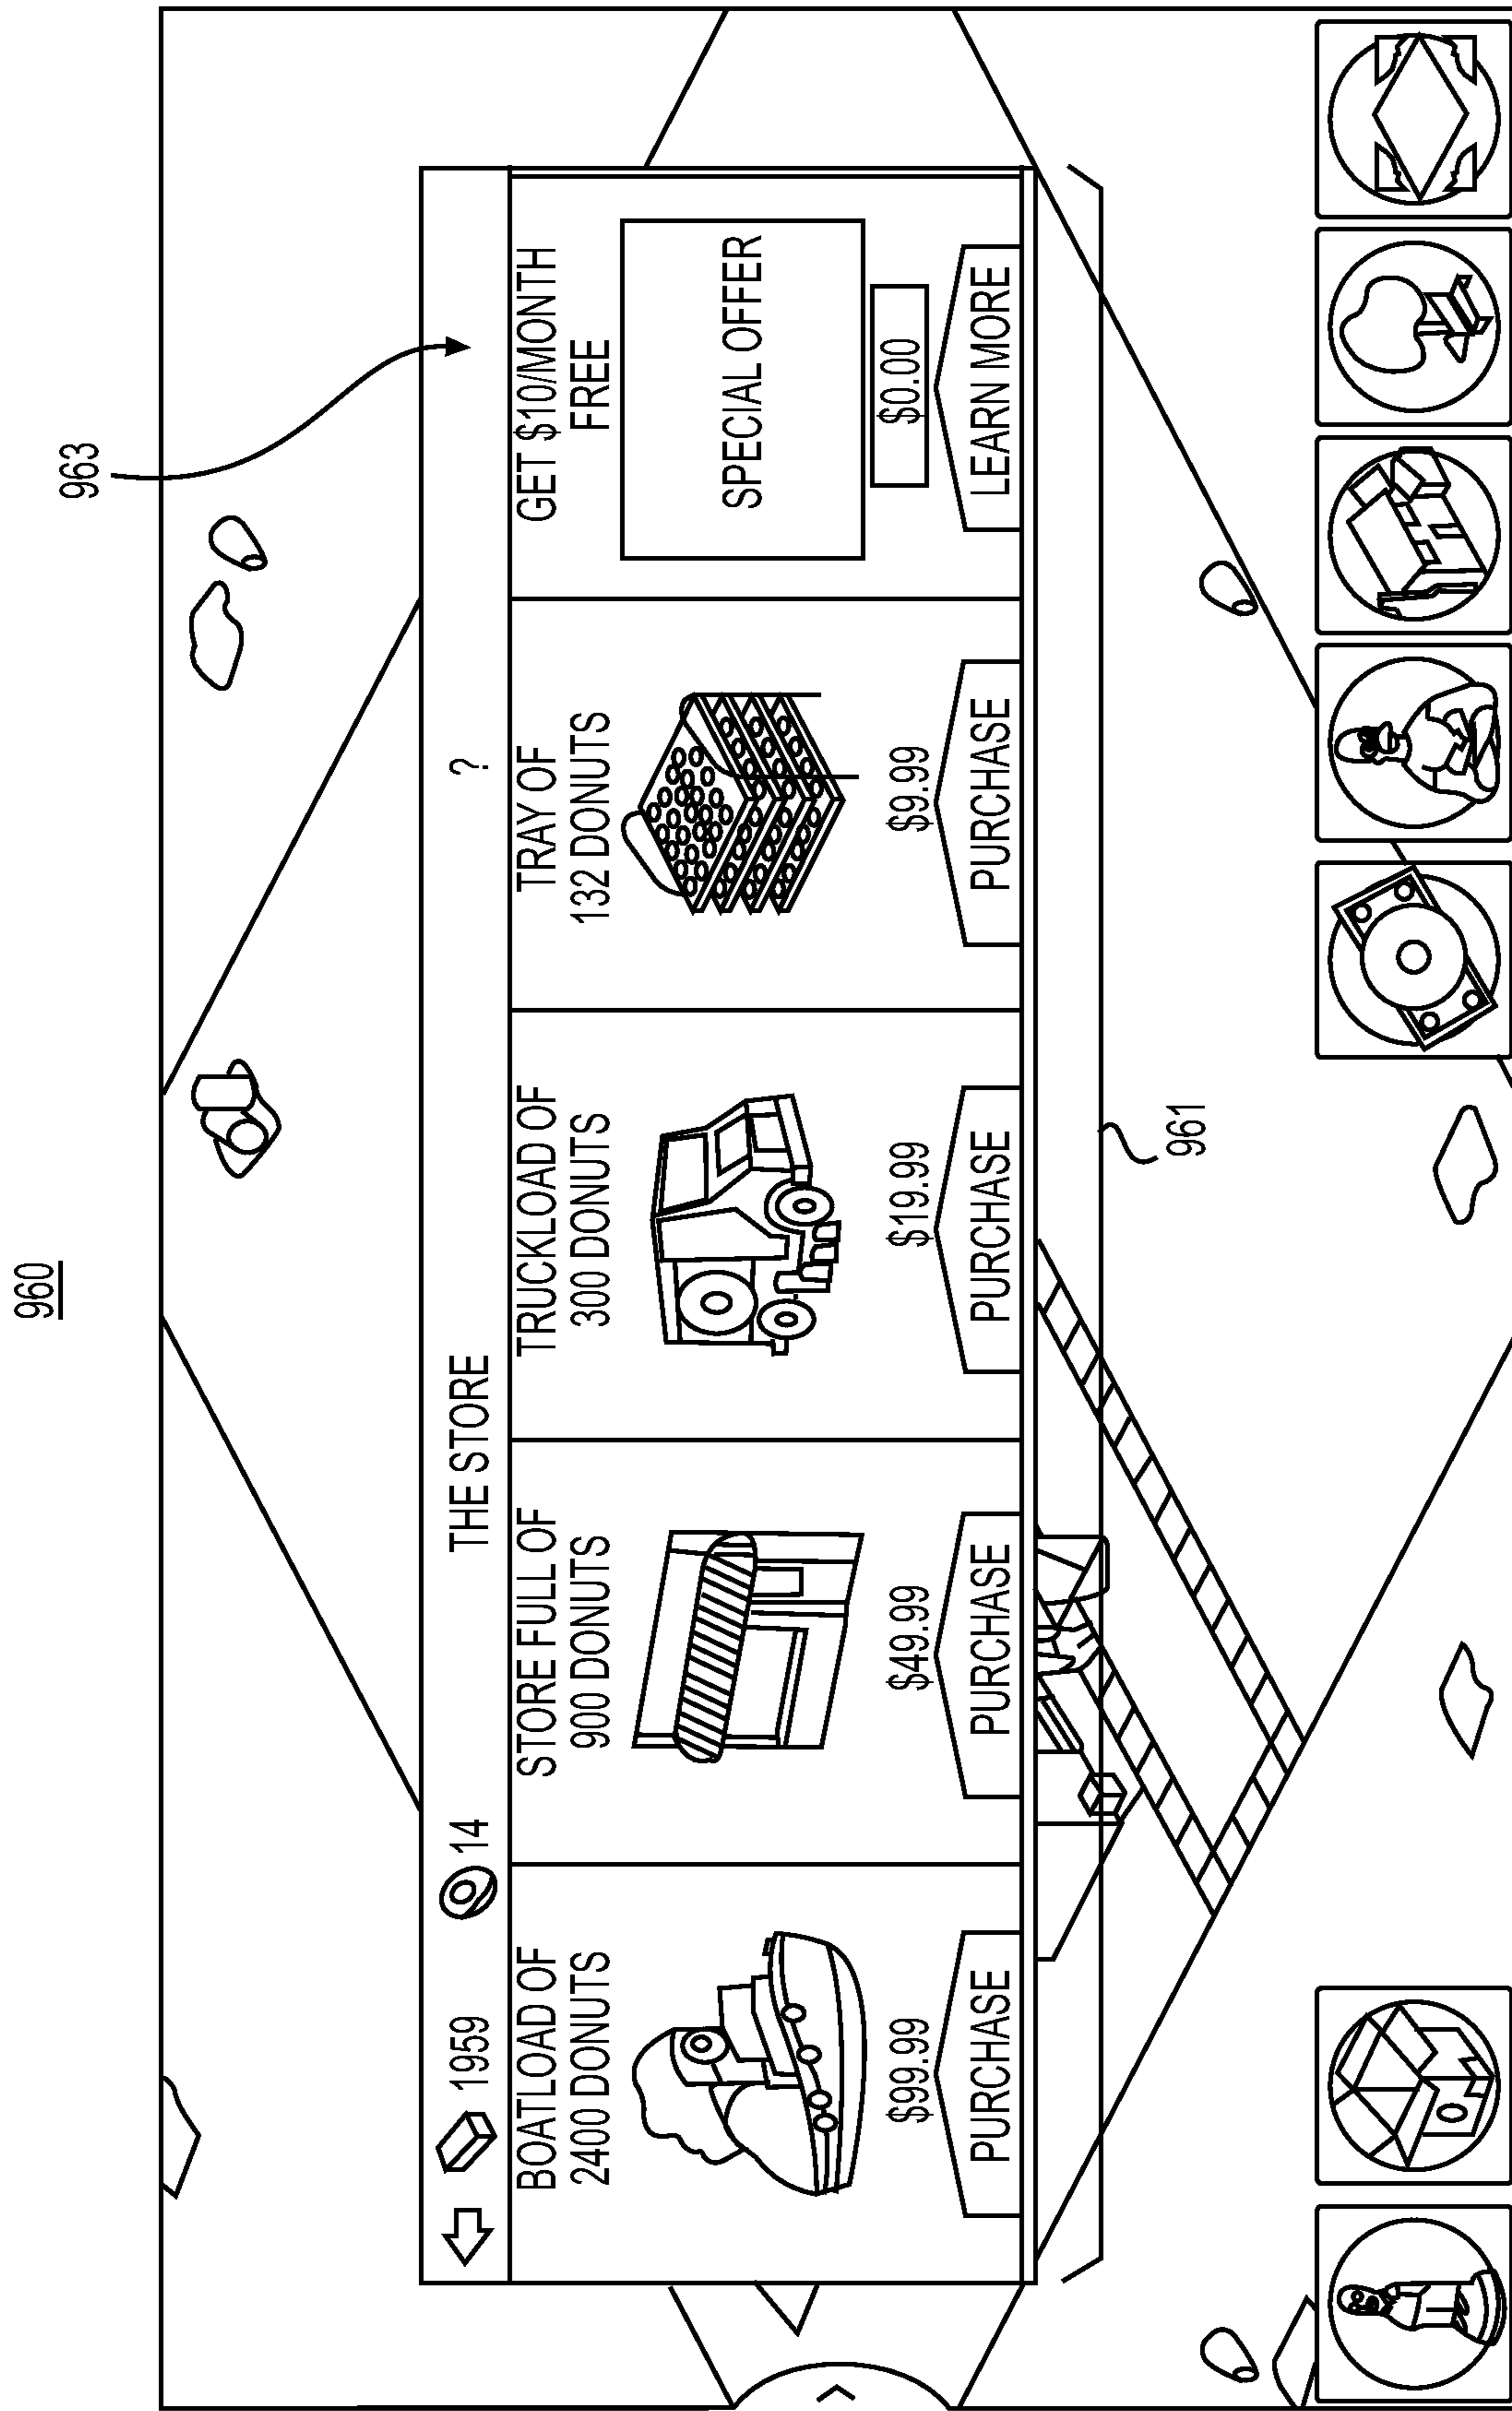 960
963
THE STORE
1959
14
?
BOATLOAD OF
2400 DONUTS
$99.99
PURCHASE
STORE FULL OF
900 DONUTS
$49.99
PURCHASE
TRUCKLOAD OF
300 DONUTS
$19.99
PURCHASE
TRAY OF
132 DONUTS
$9.99
PURCHASE
GET $10/MONTH
FREE
SPECIAL OFFER
$0.00
LEARN MORE
961